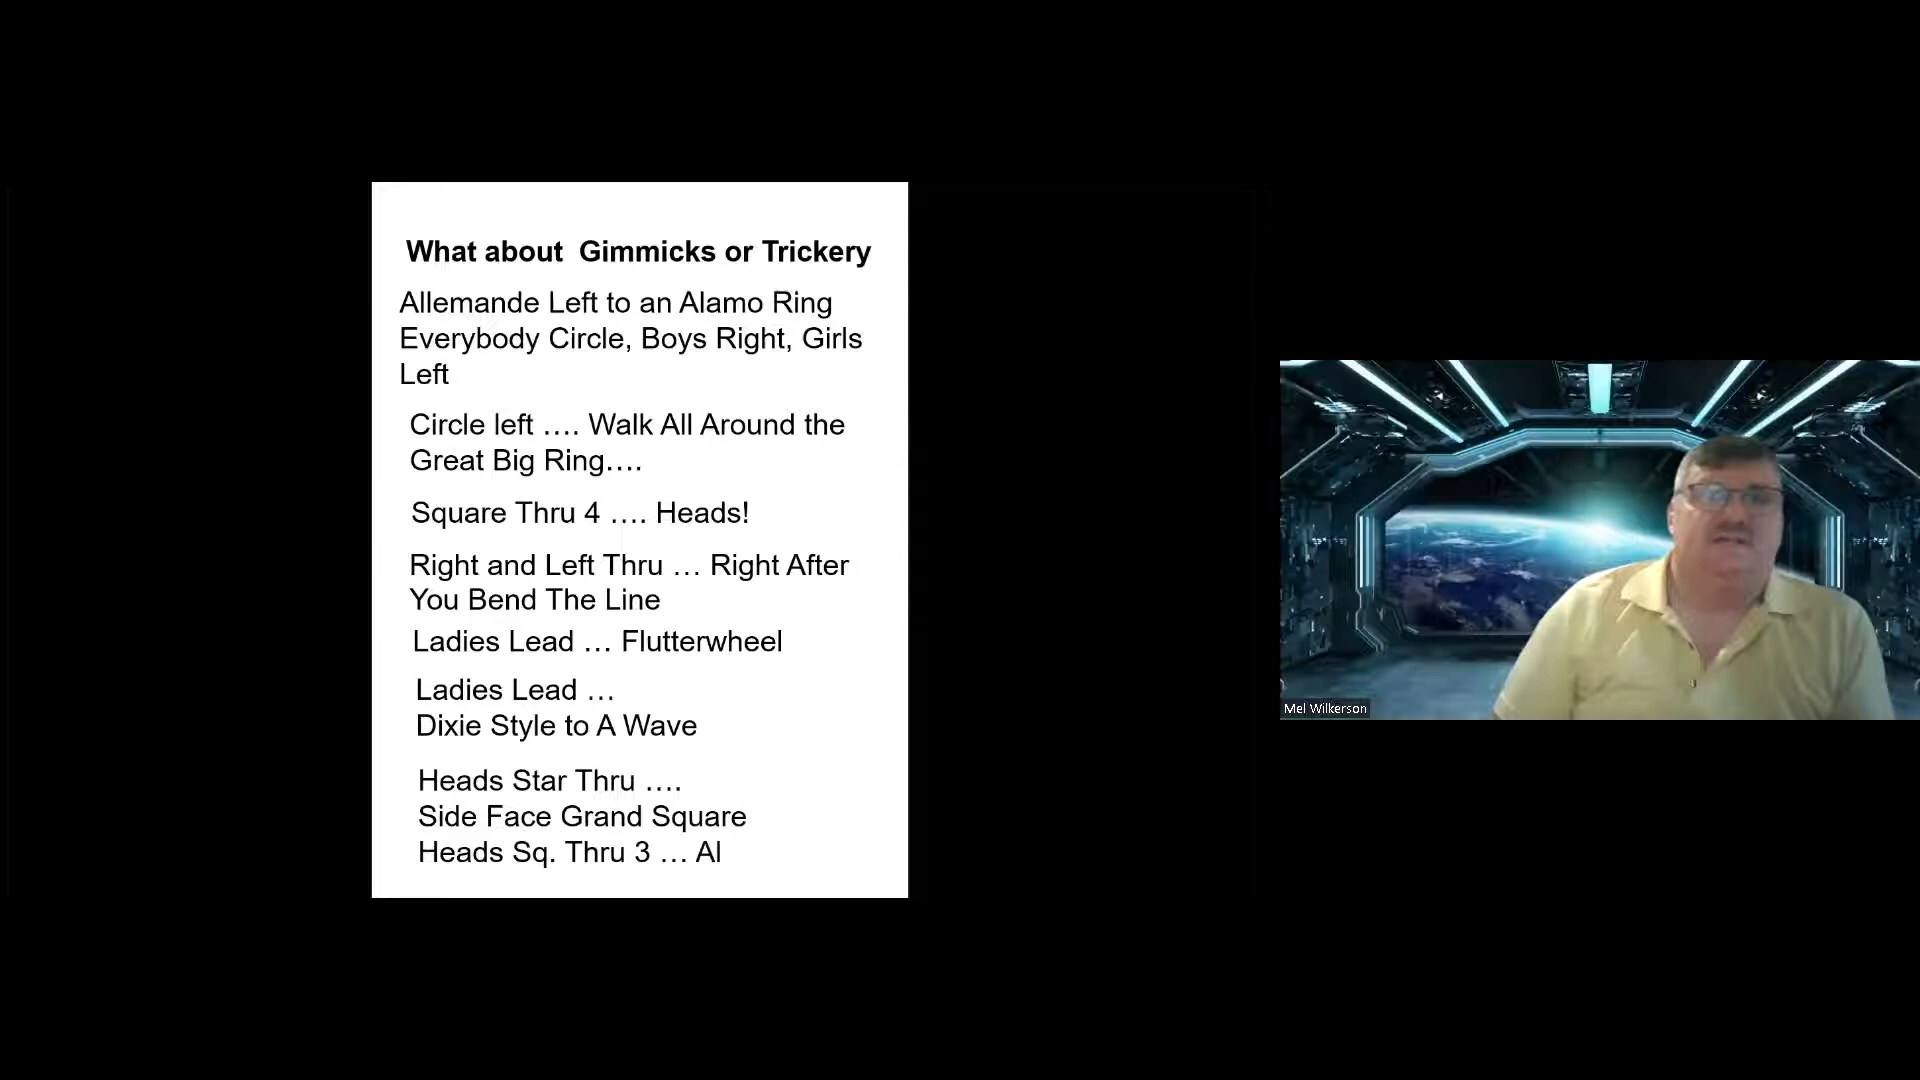 What about  Gimmicks or Trickery
Allemande Left to an Alamo Ring
Everybody Circle, Boys Right, Girls
Left
Circle left …. Walk All Around the
Great Big Ring….
Square Thru 4 …. Heads!
Right and Left Thru … Right After
You Bend The Line
Ladies Lead … Flutterwheel
Ladies Lead …
Dixie Style to A Wave
Heads Star Thru ….
Side Face Grand Square
Heads Sq. Thru 3 … Al
Mel Wilkerson